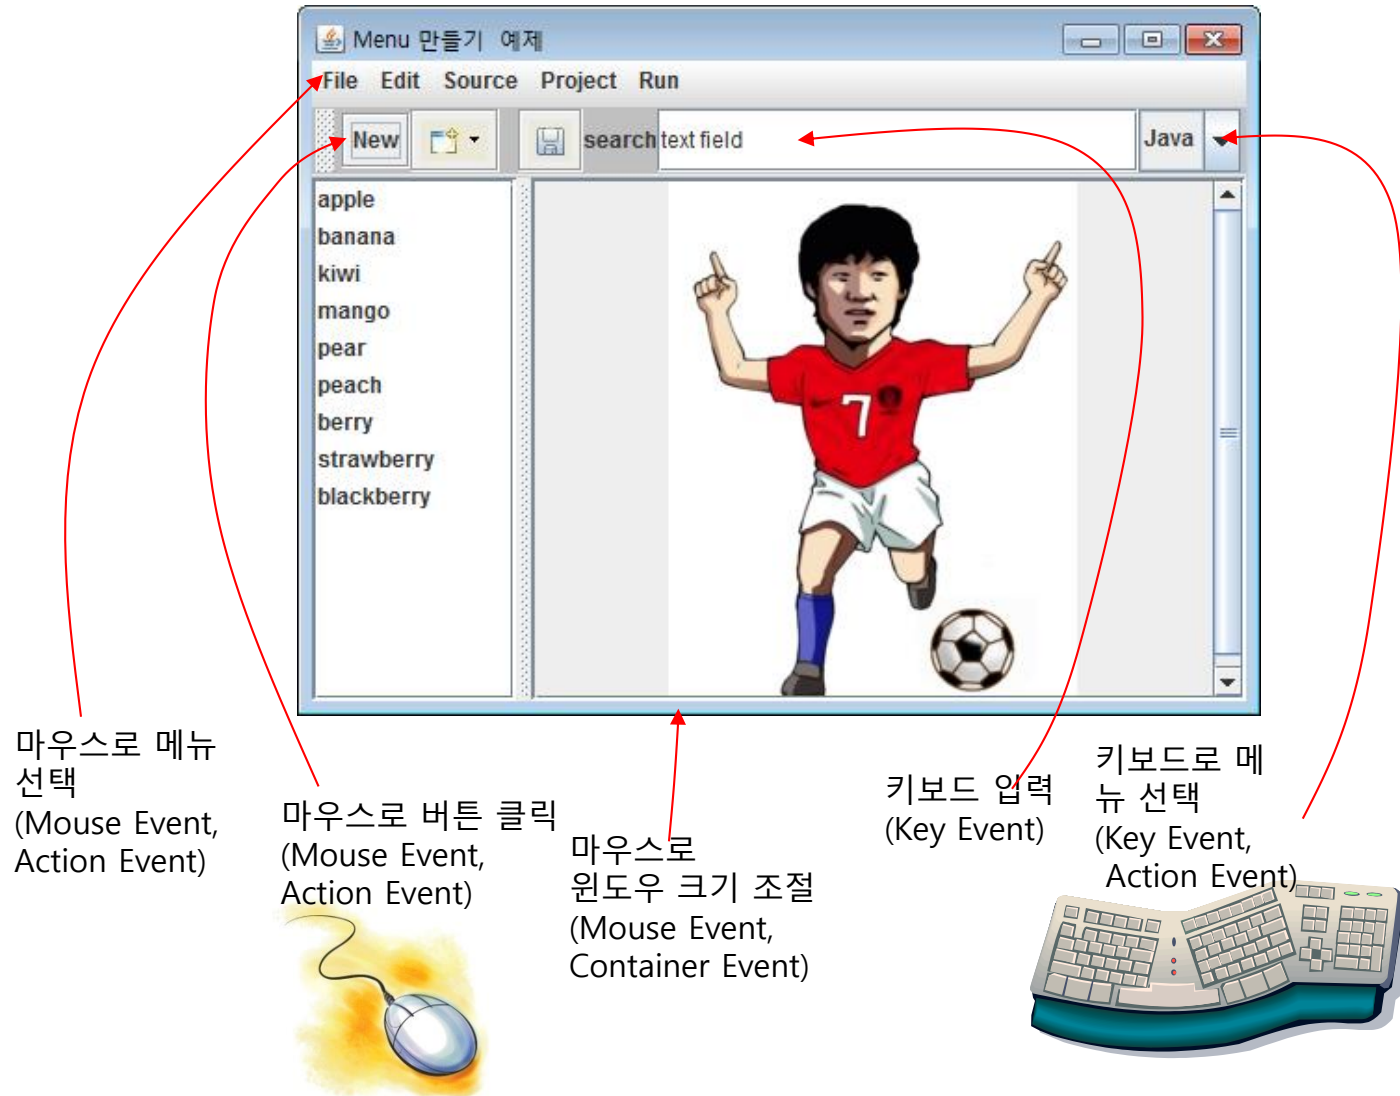 Menu 만들기 예제
File Edit Source Project Run
New search text field Java
apple
banana
kiwi
mango
pear
peach
berry
strawberry
blackberry
7
마우스로 메뉴
선택
(Mouse Event,
Action Event)
마우스로 버튼 클릭
(Mouse Event,
Action Event)
마우스로
윈도우 크기 조절
(Mouse Event,
Container Event)
키보드 입력
(Key Event)
키보드로 메
뉴 선택
(Key Event,
Action Event)